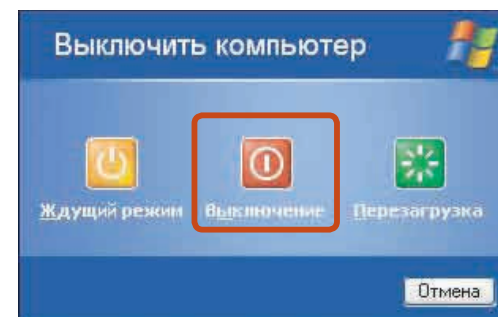 Выключить компьютер
Ждущий режим Выключение Перезагрузка
Отмена